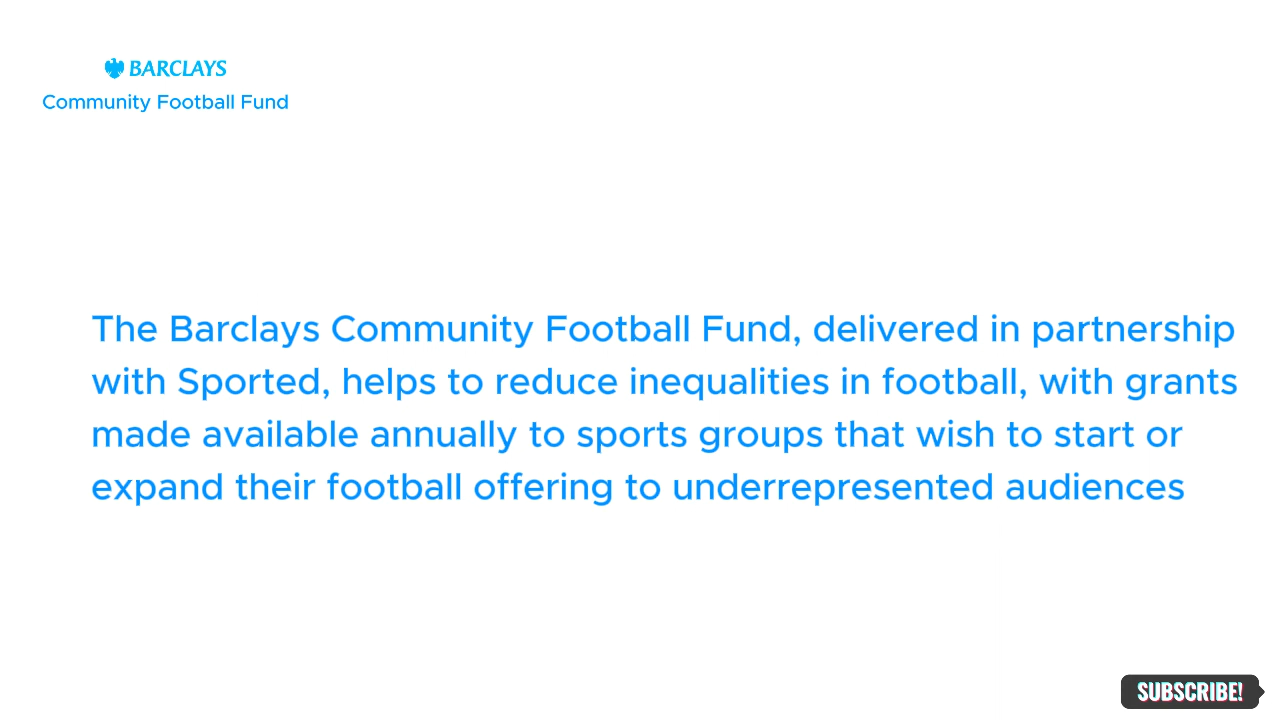 BARCLAYS
Community Football Fund
The Barclays Community Football Fund, delivered in partnership
with Sported, helps to reduce inequalities in football, with grants
made available annually to sports groups that wish to start or
expand their football offering to underrepresented audiences
SUBSCRIBE!